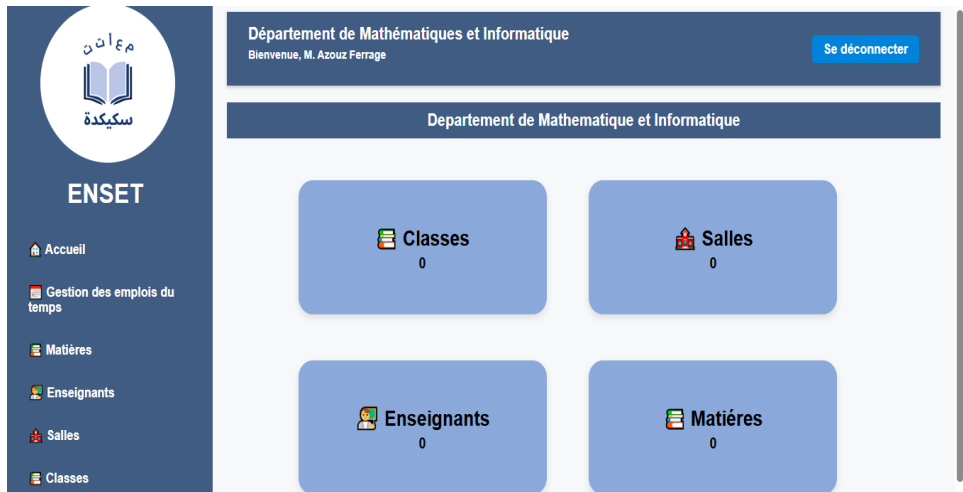 مع أ ت ت
سكيكدة
ENSET
Accueil
Gestion des emplois du
temps
Matières
Enseignants
Salles
Classes
Département de Mathématiques et Informatique
Bienvenue, M. Azouz Ferrage
Se déconnecter
Departement de Mathematique et Informatique
Classes
0
Salles
0
Enseignants
0
Matiéres
0